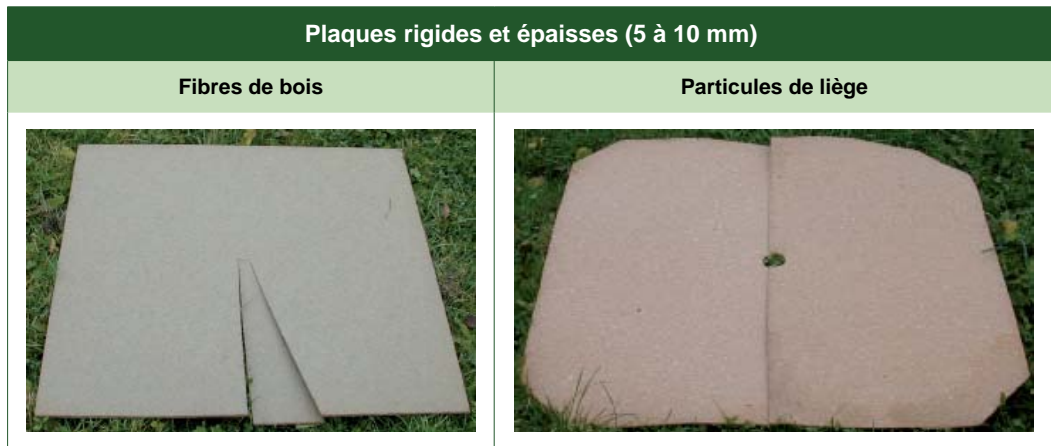 Plaques rigides et épaisses (5 à 10 mm)
Fibres de bois
Particules de liège